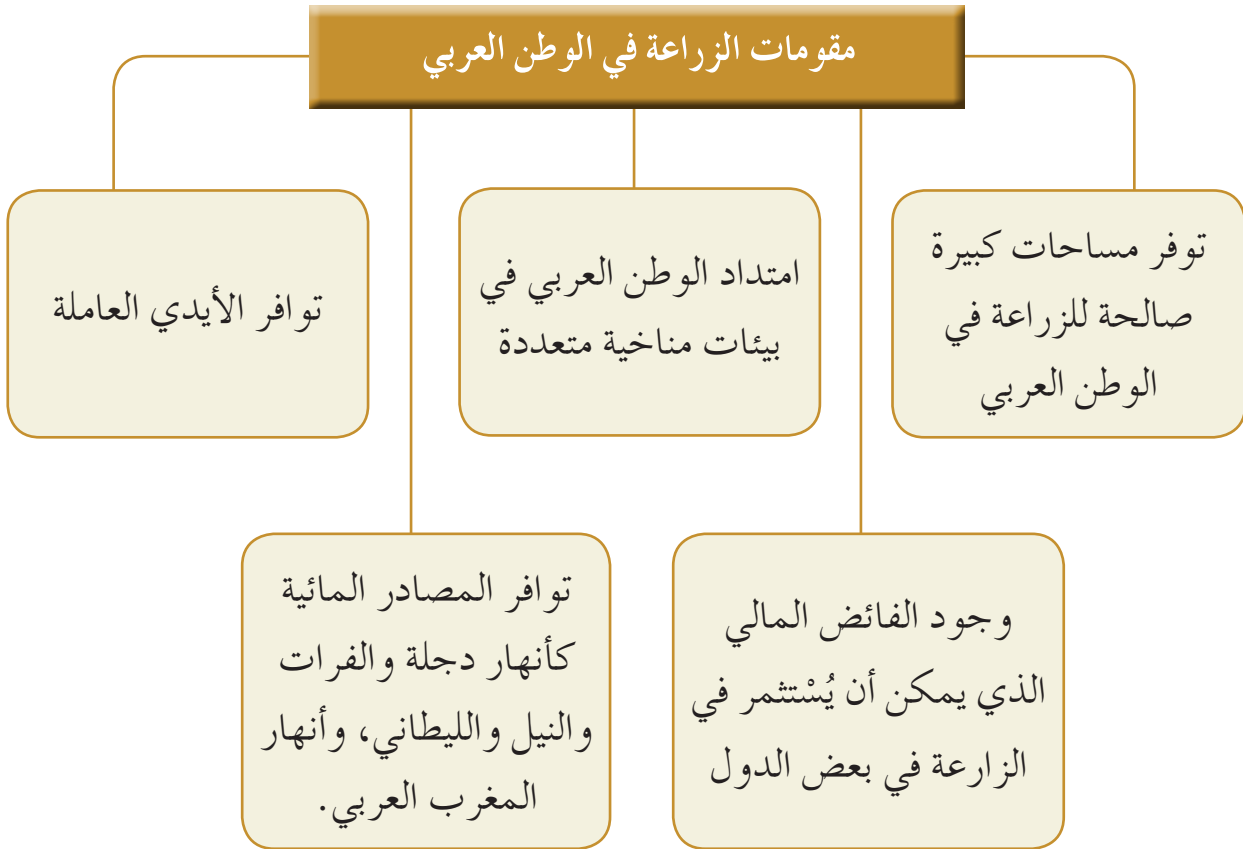 مقومات الزراعة في الوطن العربي
توفر مساحات كبيرة
صالحة للزراعة في
الوطن العربي
امتداد الوطن العربي في
بيئات مناخية متعددة
توافر الأيدي العاملة
وجود الفائض المالي
الذي يمكن أن يُسْتثمر في
الزارعة في بعض الدول
توافر المصادر المائية
كأنهار دجلة والفرات
والنيل والليطاني، وأنهار
المغرب العربي.